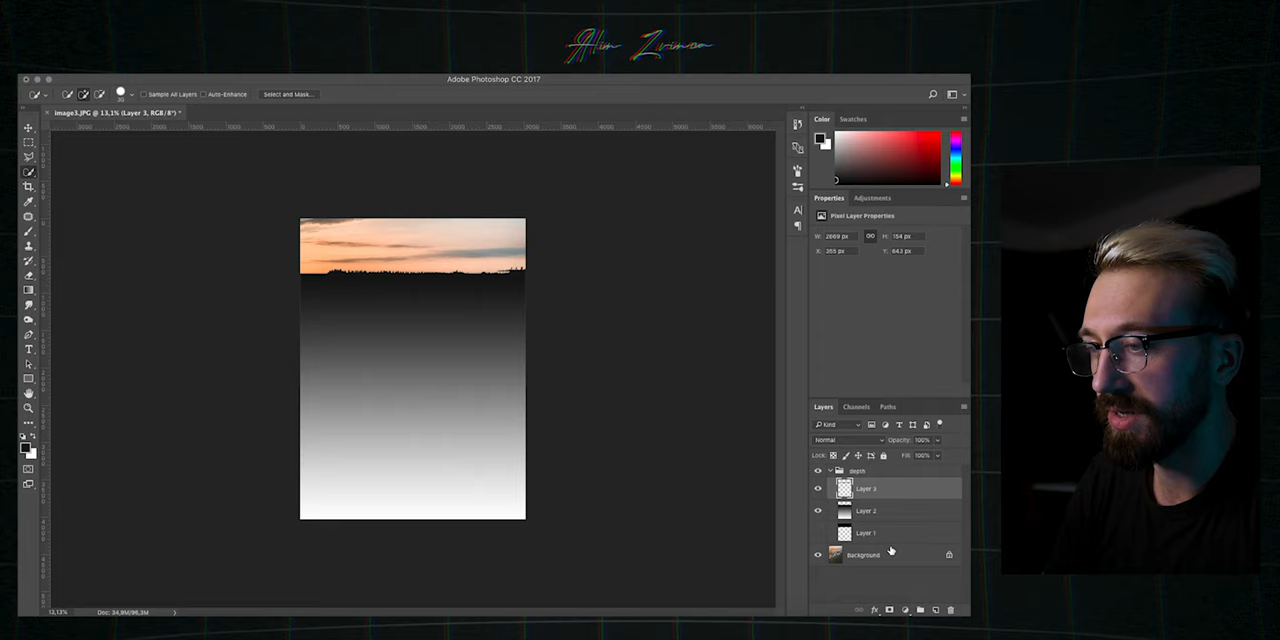 Adobe Photoshop CC 2017
30
Sample All Layers
Auto-Enhance
Select and Mask...
image3.JPG @ 13,1% (Layer 3, RGB/8*) *
Color
Swatches
Properties
Adjustments
Pixel Layer Properties
W: 2669 px
H: 154 px
X: 355 px
Y: 643 px
Layers
Channels
Paths
Kind
Normal
Opacity: 100%
Lock:
Fill: 100%
depth
Layer 3
Layer 2
Layer 1
Background
fx
13,13%
Doc: 34,9M/96,3M